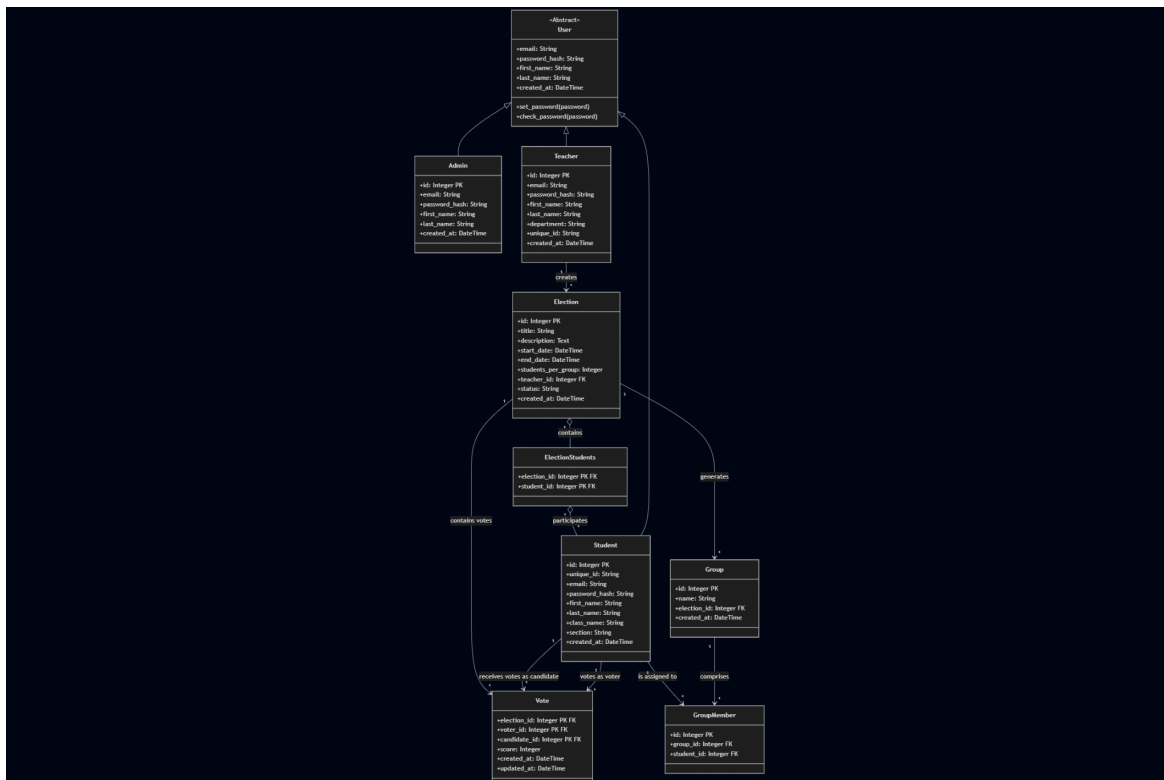 «Abstract»
User
+email: String
+password_hash: String
+first_name: String
+last_name: String
+created_at: DateTime
+set_password(password)
+check_password(password)
Admin
+id: Integer PK
+email: String
+password_hash: String
+first_name: String
+last_name: String
+created_at: DateTime
Teacher
+id: Integer PK
+email: String
+password_hash: String
+first_name: String
+last_name: String
+department: String
+unique_id: String
+created_at: DateTime
1
creates
*
Election
+id: Integer PK
+title: String
+description: Text
+start_date: DateTime
+end_date: DateTime
+students_per_group: Integer
+teacher_id: Integer FK
+status: String
+created_at: DateTime
1
1
contains
ElectionStudents
+election_id: Integer PK FK
+student_id: Integer PK FK
generates
contains votes
participates
Student
+id: Integer PK
+unique_id: String
+email: String
+password_hash: String
+first_name: String
+last_name: String
+class_name: String
+section: String
+created_at: DateTime
*
Group
+id: Integer PK
+name: String
+election_id: Integer FK
+created_at: DateTime
1
1
1
receives votes as candidate
votes as voter
is assigned to
comprises
*
*
*
*
*
Vote
+election_id: Integer PK FK
+voter_id: Integer PK FK
+candidate_id: Integer PK FK
+score: Integer
+created_at: DateTime
+updated_at: DateTime
GroupMember
+id: Integer PK
+group_id: Integer FK
+student_id: Integer FK